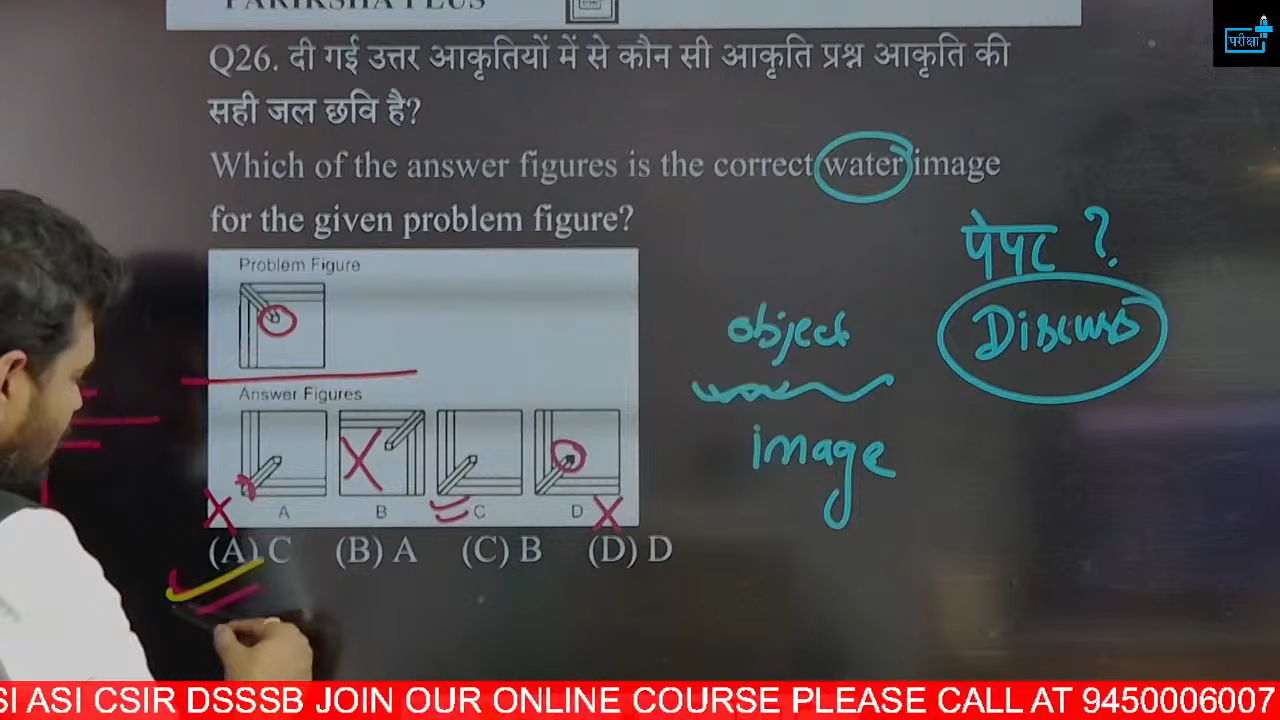 PARIKSHA PLUS
परीक्षा
Q26. दी गई उत्तर आकृतियों में से कौन सी आकृति प्रश्न आकृति की
सही जल छवि है?
Which of the answer figures is the correct water image
for the given problem figure?
पेपर ?
Discuss
Problem Figure
object
image
Answer Figures
A B C D
(A) C (B) A (C) B (D) D
SI ASI CSIR DSSSB JOIN OUR ONLINE COURSE PLEASE CALL AT 9450006007